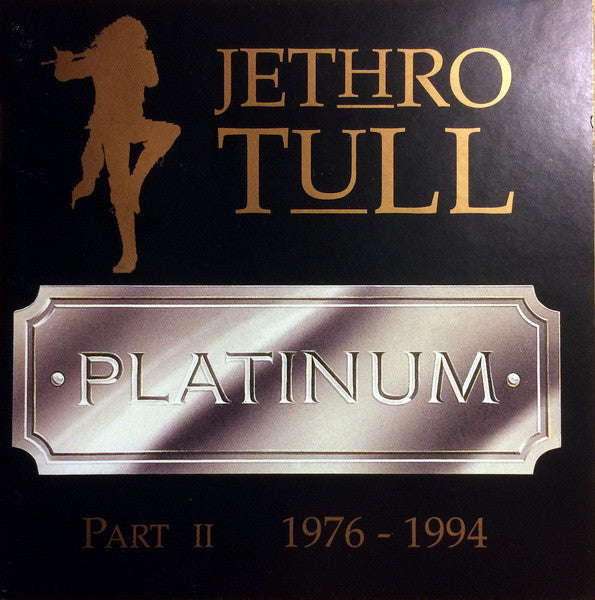 JETHRO
TULL
PLATINUM
PART II 1976 - 1994